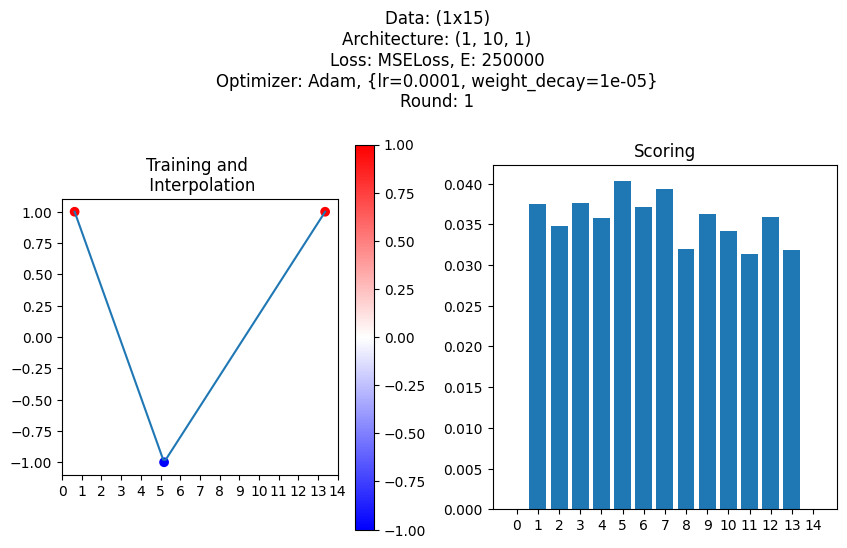 Data: (1x15)
Architecture: (1, 10, 1)
Loss: MSELoss, E: 250000
Optimizer: Adam, {lr=0.0001, weight_decay=1e-05}
Round: 1
Training and
Interpolation
1.00
0.75
0.50
0.25
0.00
−0.25
−0.50
−0.75
−1.00
0 1 2 3 4 5 6 7 8 9 10 11 12 13 14
1.00
0.75
0.50
0.25
0.00
−0.25
−0.50
−0.75
−1.00
Scoring
0.040
0.035
0.030
0.025
0.020
0.015
0.010
0.005
0.000
0 1 2 3 4 5 6 7 8 9 10 11 12 13 14